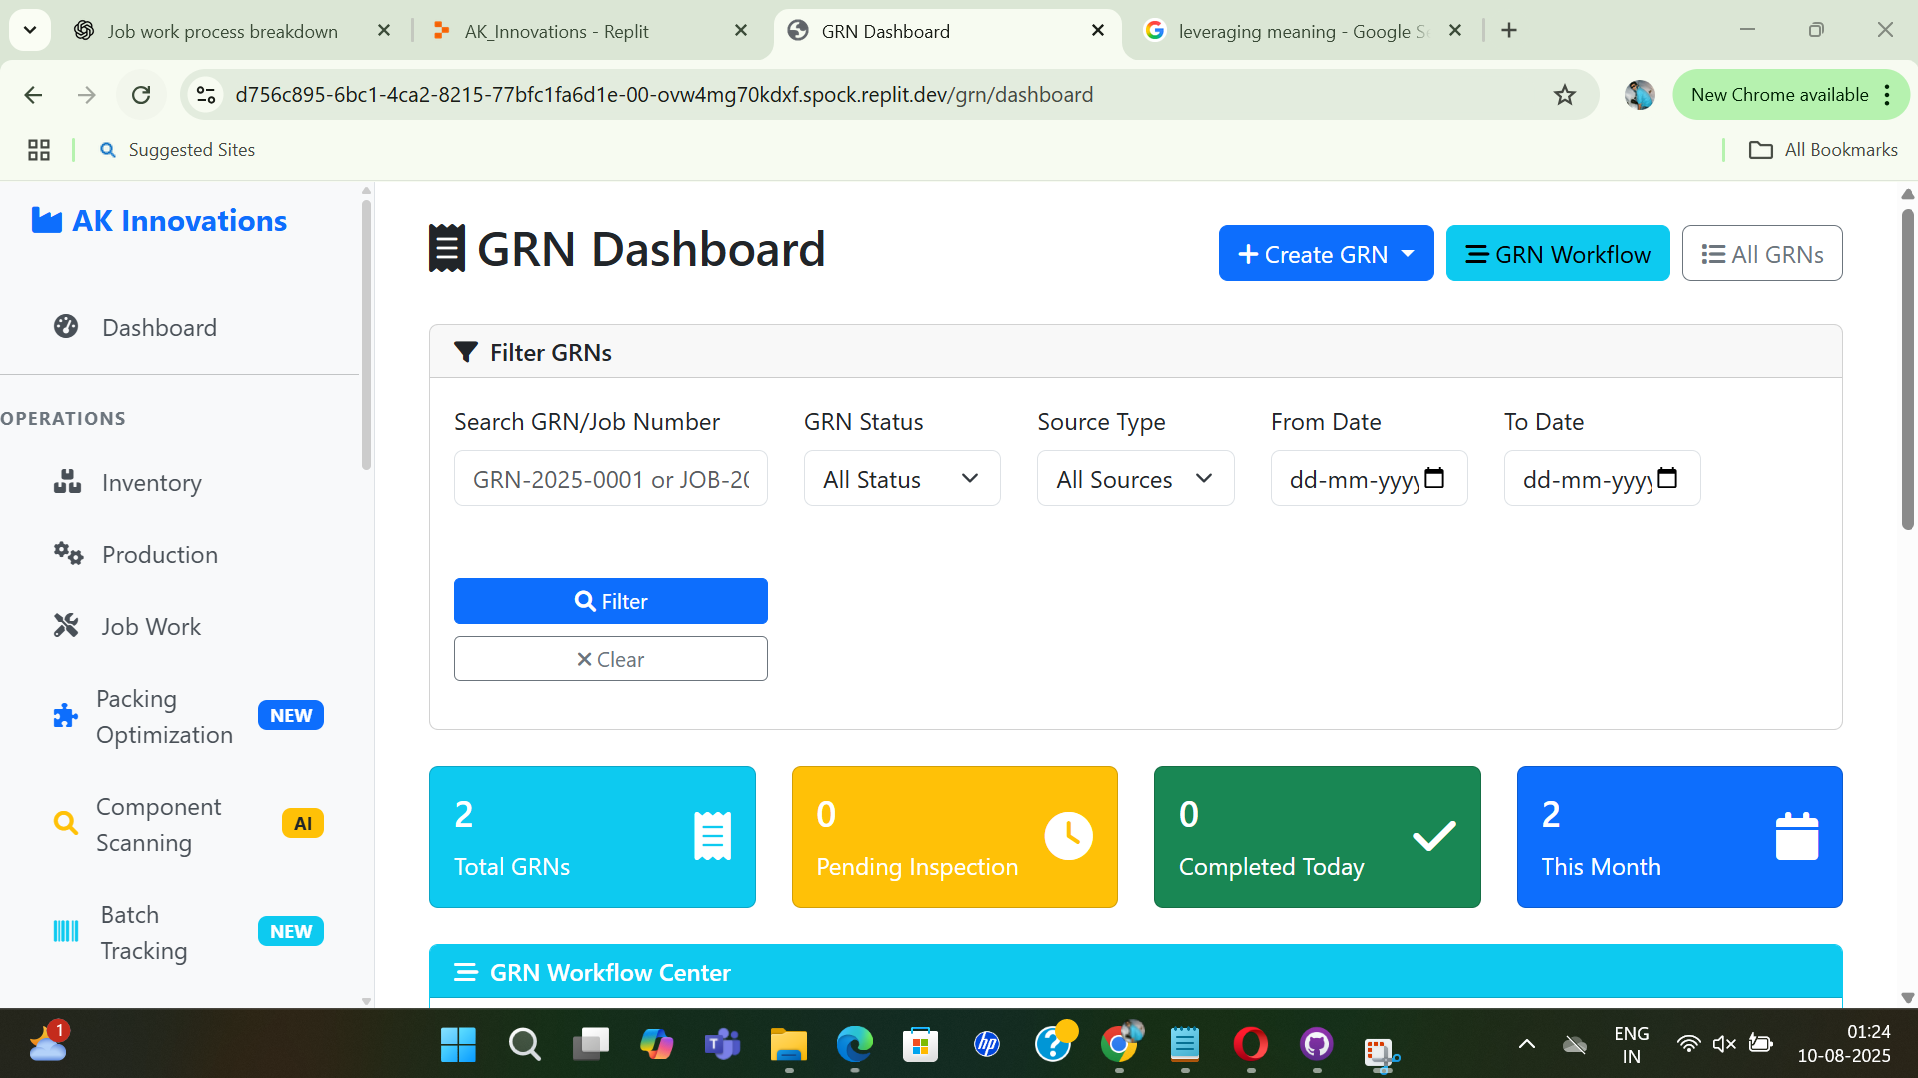 Job work process breakdown
AK_Innovations - Replit
GRN Dashboard
leveraging meaning - Google S
d756c895-6bc1-4ca2-8215-77bfc1fa6d1e-00-ovw4mg70kdxf.spock.replit.dev/grn/dashboard
New Chrome available
Suggested Sites
All Bookmarks
AK Innovations
Dashboard
OPERATIONS
Inventory
Production
Job Work
Packing
Optimization
NEW
Component
Scanning
AI
Batch
Tracking
NEW
GRN Dashboard
Create GRN
GRN Workflow
All GRNs
Filter GRNs
Search GRN/Job Number
GRN Status
Source Type
From Date
To Date
GRN-2025-0001 or JOB-20
All Status
All Sources
dd-mm-yyyy
dd-mm-yyyy
Filter
Clear
2
Total GRNs
0
Pending Inspection
0
Completed Today
2
This Month
GRN Workflow Center
1
hp
ENG
IN
01:24
10-08-2025